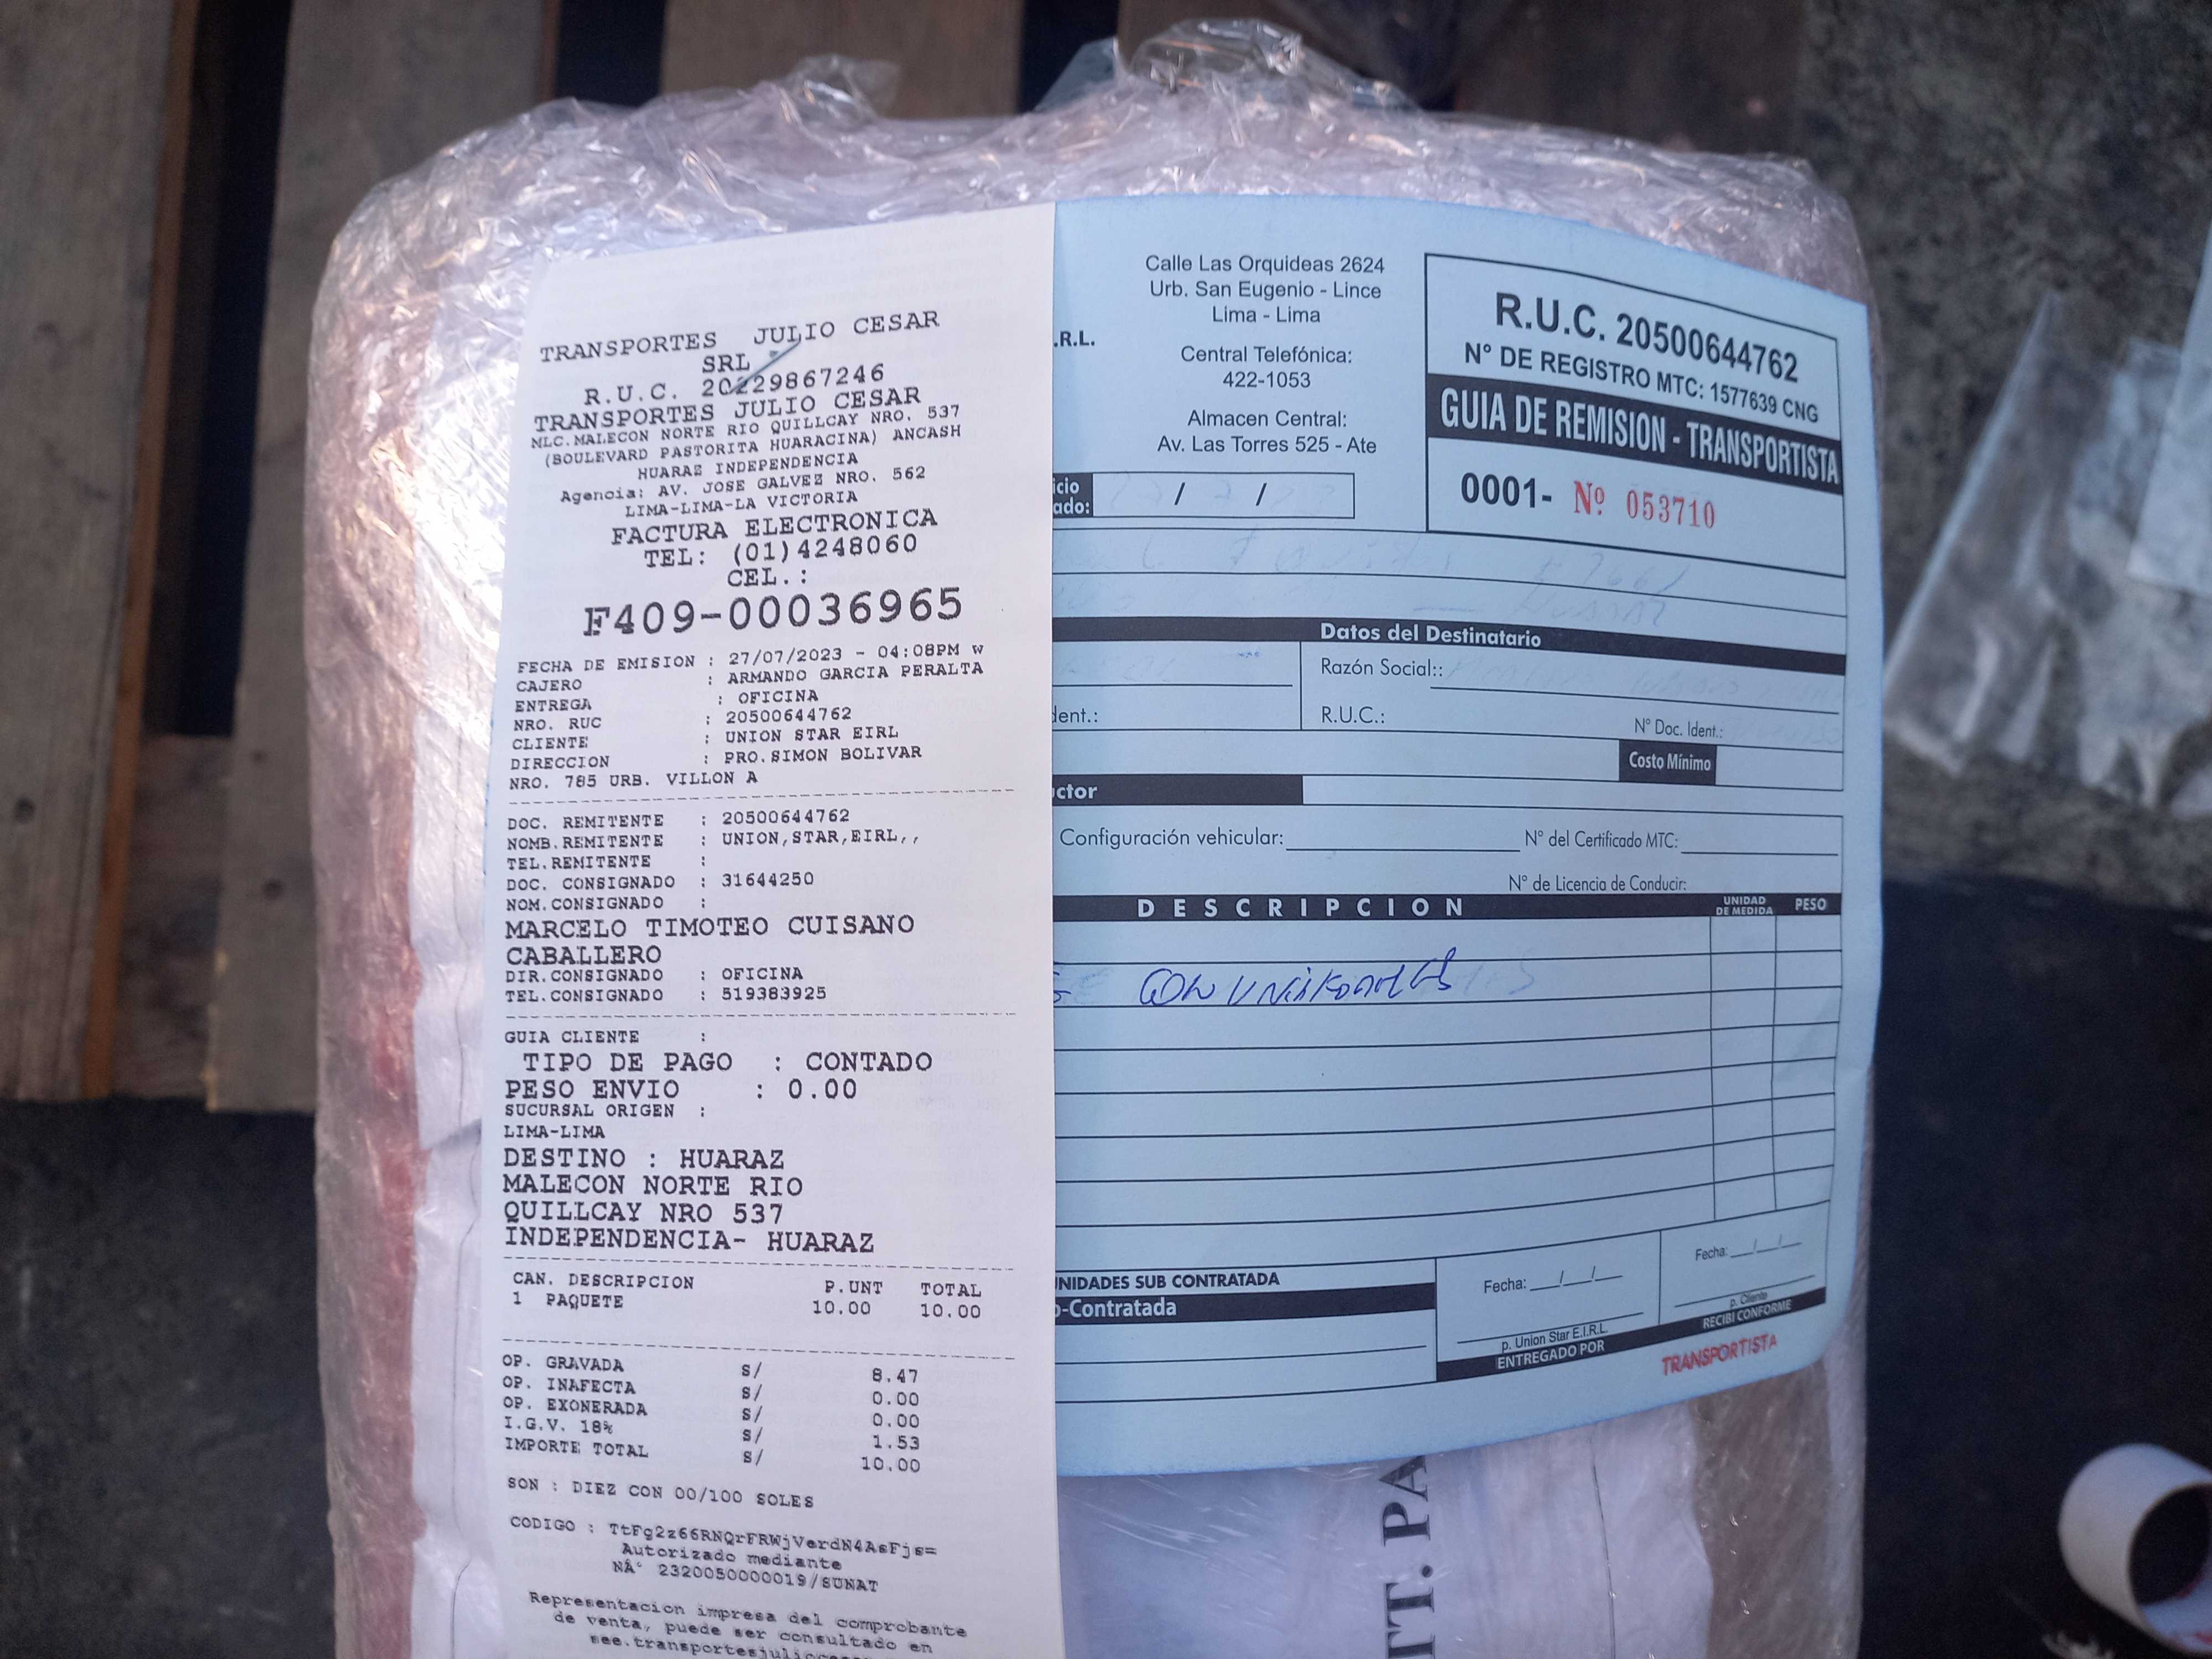 TRANSPORTES JULIO CESAR
SRL
R.U.C. 20229867246
TRANSPORTES JULIO CESAR
MLC.MALECON NORTE RIO QUILLCAY NRO. 537
(BOULEVARD PASTORITA HUARACINA) ANCASH
HUARAZ INDEPENDENCIA
Agencia: AV. JOSE GALVEZ NRO. 562
LIMA-LIMA-LA VICTORIA
FACTURA ELECTRONICA
TEL: (01)4248060
CEL.:
F409-00036965
FECHA DE EMISION : 27/07/2023 - 04:08PM W
CAJERO : ARMANDO GARCIA PERALTA
ENTREGA : OFICINA
NRO. RUC : 20500644762
CLIENTE : UNION STAR EIRL
DIRECCION : PRO.SIMON BOLIVAR
NRO. 785 URB. VILLON A
DOC. REMITENTE : 20500644762
NOMB.REMITENTE : UNION,STAR,EIRL,,
TEL.REMITENTE :
DOC. CONSIGNADO : 31644250
NOM.CONSIGNADO :
MARCELO TIMOTEO CUISANO
CABALLERO
DIR.CONSIGNADO : OFICINA
TEL.CONSIGNADO : 519383925
GUIA CLIENTE :
TIPO DE PAGO : CONTADO
PESO ENVIO : 0.00
SUCURSAL ORIGEN :
LIMA-LIMA
DESTINO : HUARAZ
MALECON NORTE RIO
QUILLCAY NRO 537
INDEPENDENCIA- HUARAZ
CAN. DESCRIPCION P.UNT TOTAL
1 PAQUETE 10.00 10.00
OP. GRAVADA S/ 8.47
OP. INAFECTA S/ 0.00
OP. EXONERADA S/ 0.00
I.G.V. 18% S/ 1.53
IMPORTE TOTAL S/ 10.00
SON : DIEZ CON 00/100 SOLES
CODIGO : TtFg2z66RNQrFRWjVerdN4AsFjs=
Autorizado mediante
NÂ° 2320050000019/SUNAT
Representacion impresa del comprobante
de venta, puede ser consultado en
.R.L.
Calle Las Orquideas 2624
Urb. San Eugenio - Lince
Lima - Lima
Central Telefónica:
422-1053
Almacen Central:
Av. Las Torres 525 - Ate
R.U.C. 20500644762
N° DE REGISTRO MTC: 1577639 CNG
GUIA DE REMISION - TRANSPORTISTA
0001- Nº 053710
icio
ado: / /
Datos del Destinatario
Razón Social::
dent.: R.U.C.: N° Doc. Ident.:
Costo Mínimo
ctor
Configuración vehicular: N° del Certificado MTC:
N° de Licencia de Conducir:
DESCRIPCION UNIDAD DE MEDIDA PESO
UNIDADES SUB CONTRATADA
-Contratada
Fecha: / /
p. Union Star E.I.R.L.
ENTREGADO POR
Fecha: / /
p. Cliente
RECIBI CONFORME
TRANSPORTISTA
TT. PA